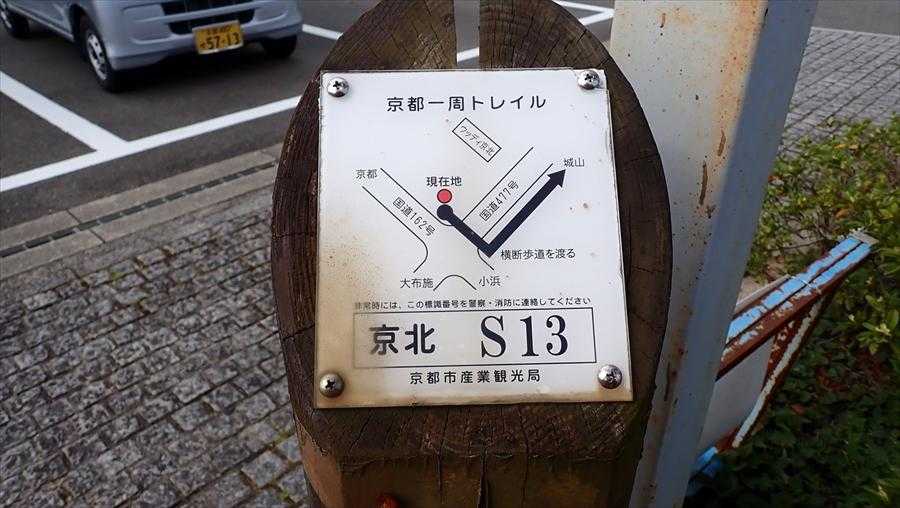 57-13
京都一周トレイル
ウッディ京北
京都
現在地
城山
国道162号
国道477号
横断歩道を渡る
大布施
小浜
非常時には、この標識番号を警察・消防に連絡してください
京北 S13
京都市産業観光局